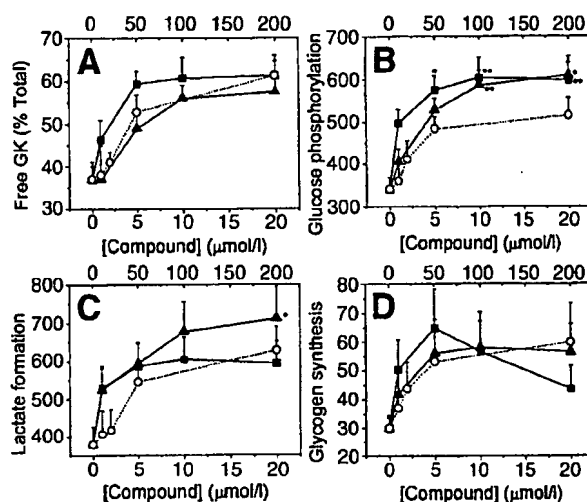 0 50 100 150 200
A
Free GK (% Total)
70
60
50
40
30
0 5 10 15 20
[Compound] (μmol/l)
0 50 100 150 200
B
Glucose phosphorylation
700
600
500
400
300
0 5 10 15 20
[Compound] (μmol/l)
0 50 100 150 200
C
Lactate formation
800
700
600
500
400
0 5 10 15 20
[Compound] (μmol/l)
0 50 100 150 200
D
Glycogen synthesis
80
70
60
50
40
30
20
0 5 10 15 20
[Compound] (μmol/l)